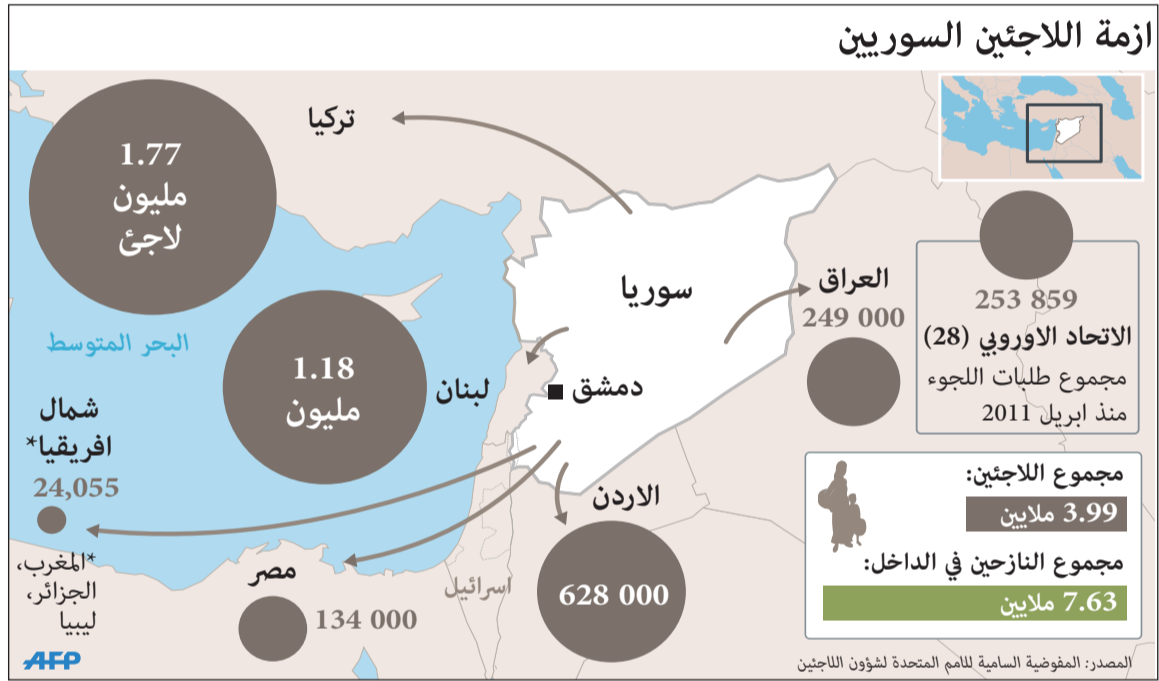 ازمة اللاجئين السوريين
تركيا
1.77
مليون
لاجئ
البحر المتوسط
سوريا
العراق
249 000
253 859
الاتحاد الاوروبي (28)
مجموع طلبات اللجوء
منذ ابريل 2011
1.18
مليون
لبنان
دمشق
شمال
افريقيا*
24,055
*المغرب،
الجزائر،
ليبيا
الاردن
628 000
مصر
134 000
اسرائيل
مجموع اللاجئين:
3.99 ملايين
مجموع النازحين في الداخل:
7.63 ملايين
المصدر: المفوضية السامية للامم المتحدة لشؤون اللاجئين
AFP